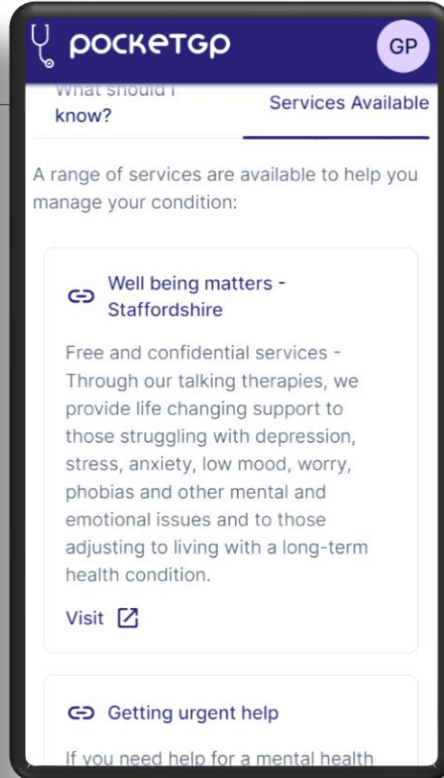 pocketgp
GP
What should I
know?
Services Available
A range of services are available to help you
manage your condition:
Well being matters -
Staffordshire
Free and confidential services -
Through our talking therapies, we
provide life changing support to
those struggling with depression,
stress, anxiety, low mood, worry,
phobias and other mental and
emotional issues and to those
adjusting to living with a long-term
health condition.
Visit
Getting urgent help
If you need help for a mental health